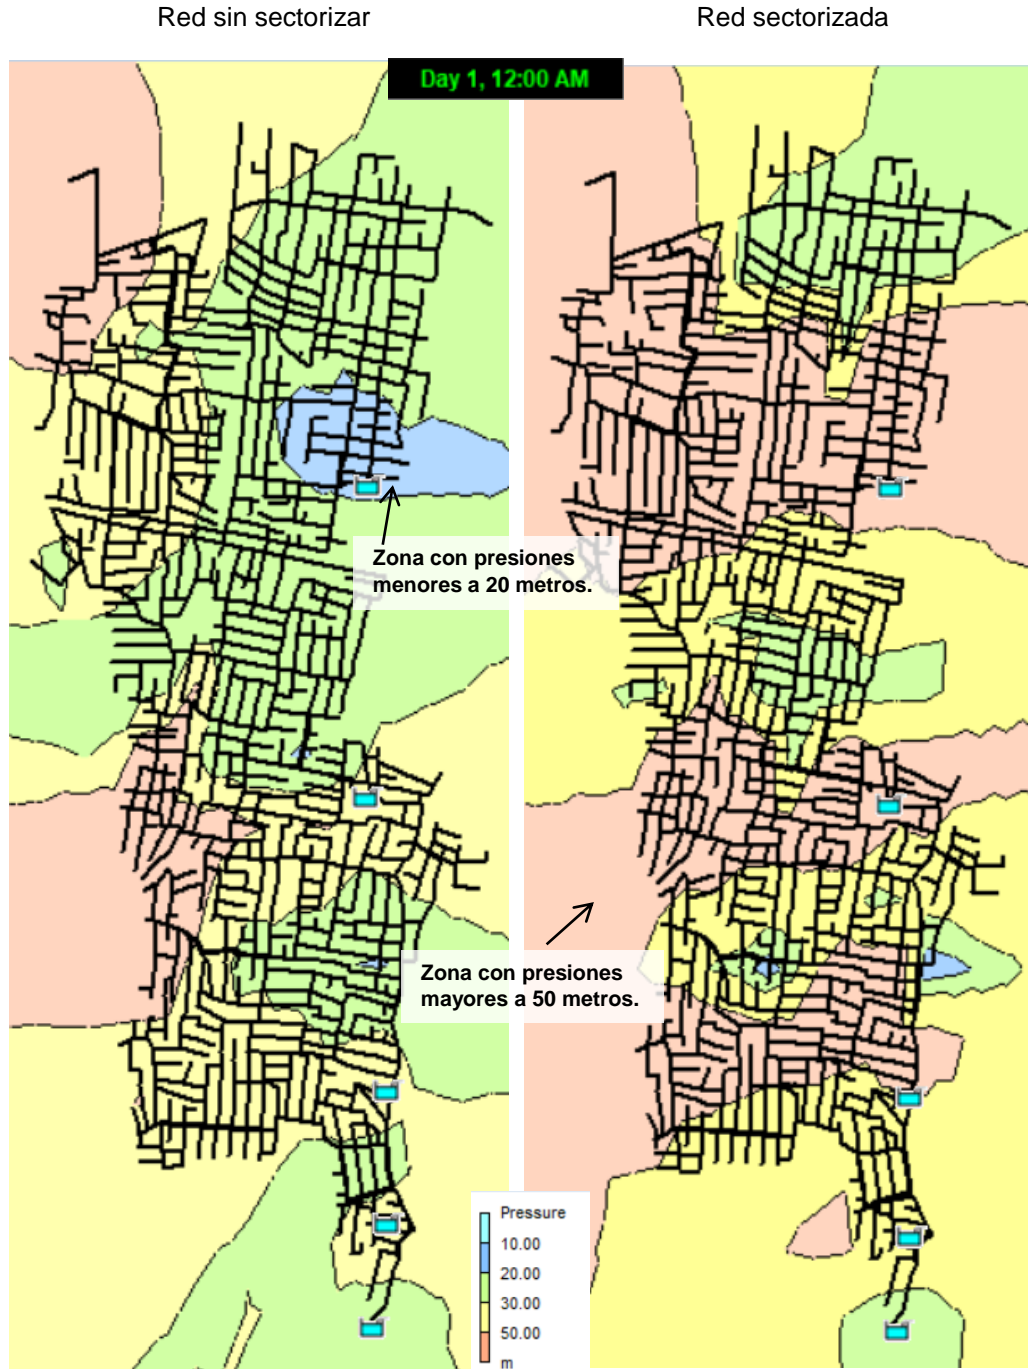 Red sin sectorizar
Red sectorizada
Day 1, 12:00 AM
Zona con presiones
menores a 20 metros.
Zona con presiones
mayores a 50 metros.
Pressure
10.00
20.00
30.00
50.00
m